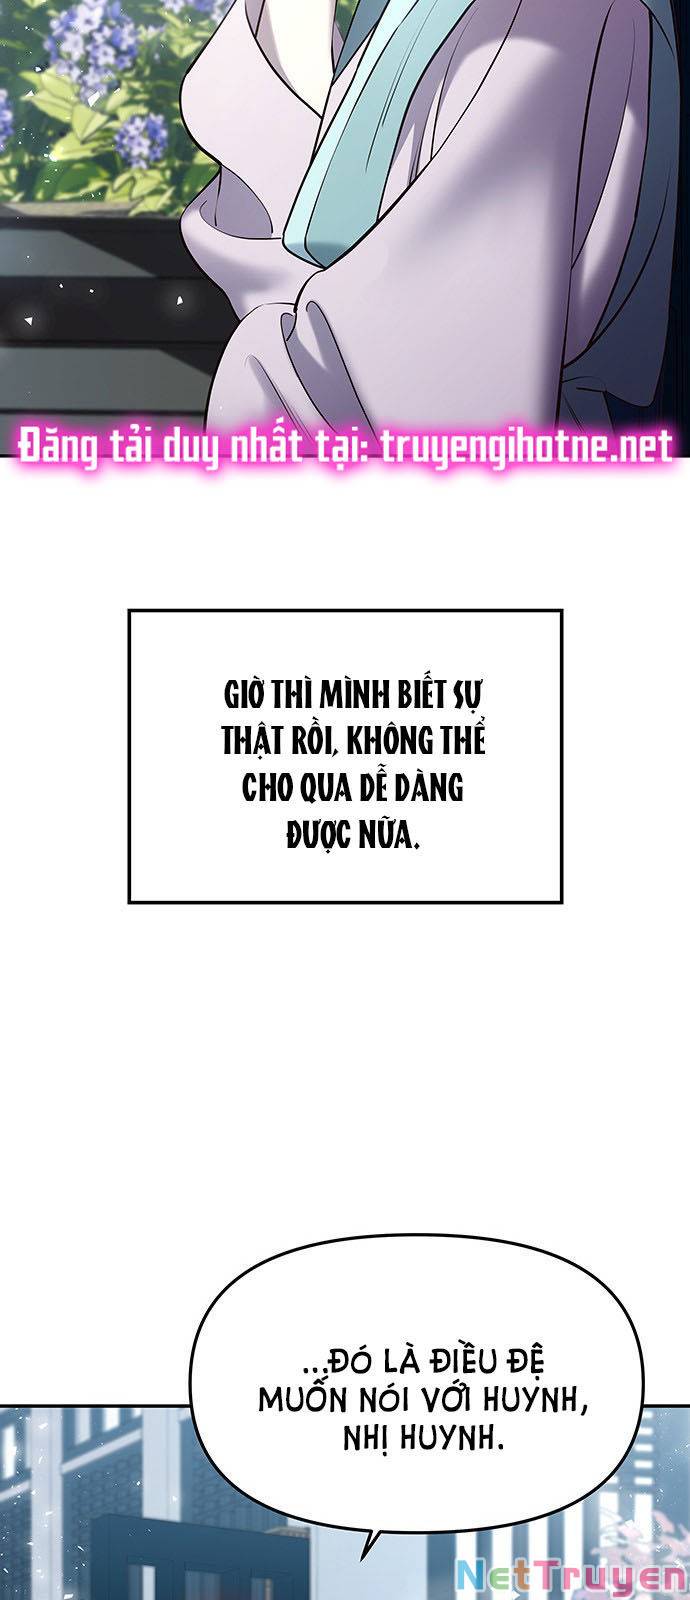 Đăng tải duy nhất tại: truyengihotne.net
GIỜ THÌ MÌNH BIẾT SỰ
THẬT RỒI, KHÔNG THỂ
CHO QUA DỄ DÀNG
ĐƯỢC NỮA.
...ĐÓ LÀ ĐIỀU ĐỆ
MUỐN NÓI VỚI HUYNH,
NHỊ HUYNH.
NetTruyen